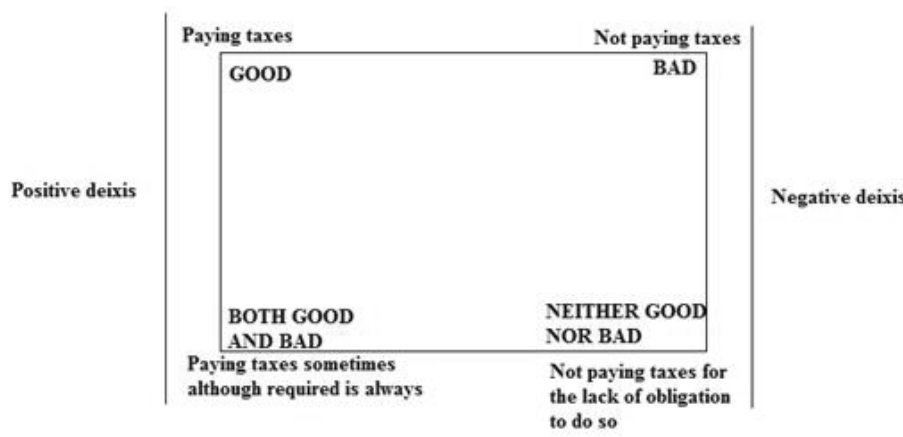 Paying taxes
Not paying taxes
GOOD
BAD
Positive deixis
Negative deixis
BOTH GOOD
AND BAD
NEITHER GOOD
NOR BAD
Paying taxes sometimes
although required is always
Not paying taxes for
the lack of obligation
to do so